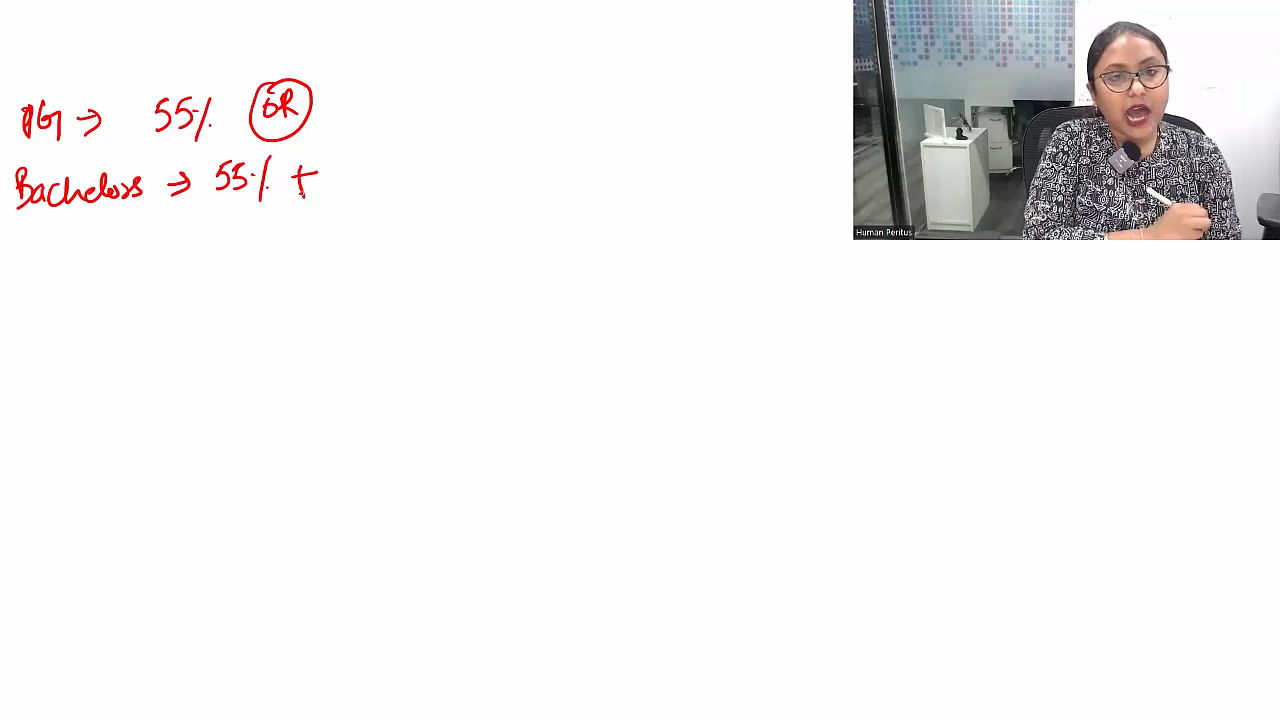 PG → 55% OR
Bachelors ⇒ 55% +
Human Peritus